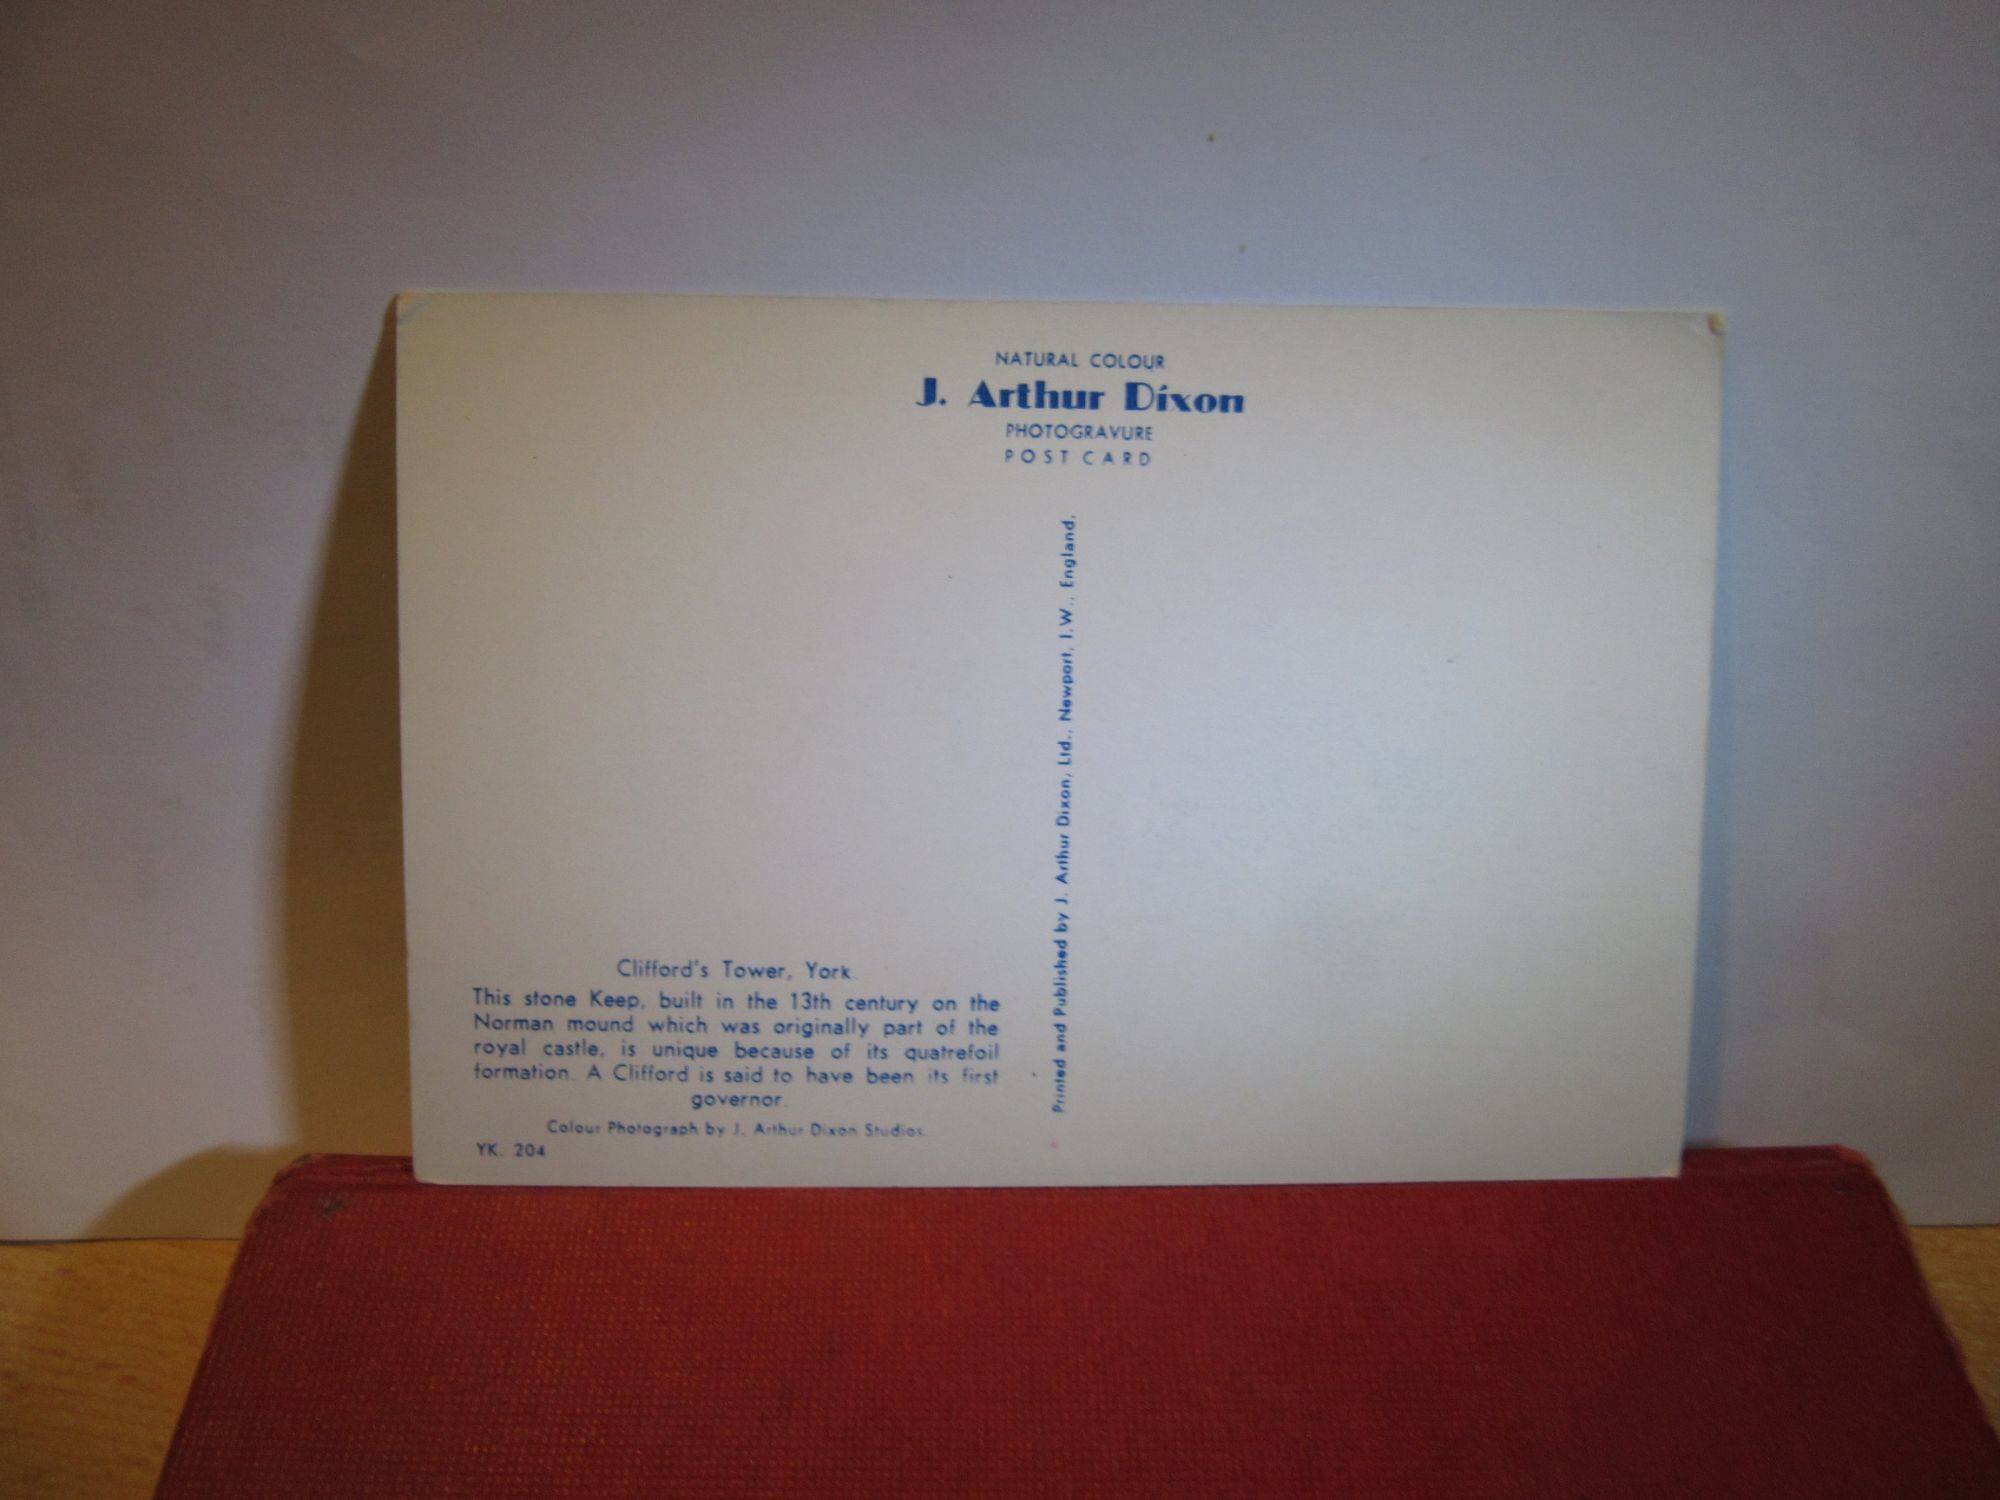 NATURAL COLOUR
J. Arthur Dixon
PHOTOGRAVURE
POST CARD
Printed and Published by J. Arthur Dixon, Ltd., Newport, I.W., England.
Clifford's Tower, York.
This stone Keep, built in the 13th century on the
Norman mound which was originally part of the
royal castle, is unique because of its quatrefoil
formation. A Clifford is said to have been its first
governor.
Colour Photograph by J. Arthur Dixon Studios.
YK. 204